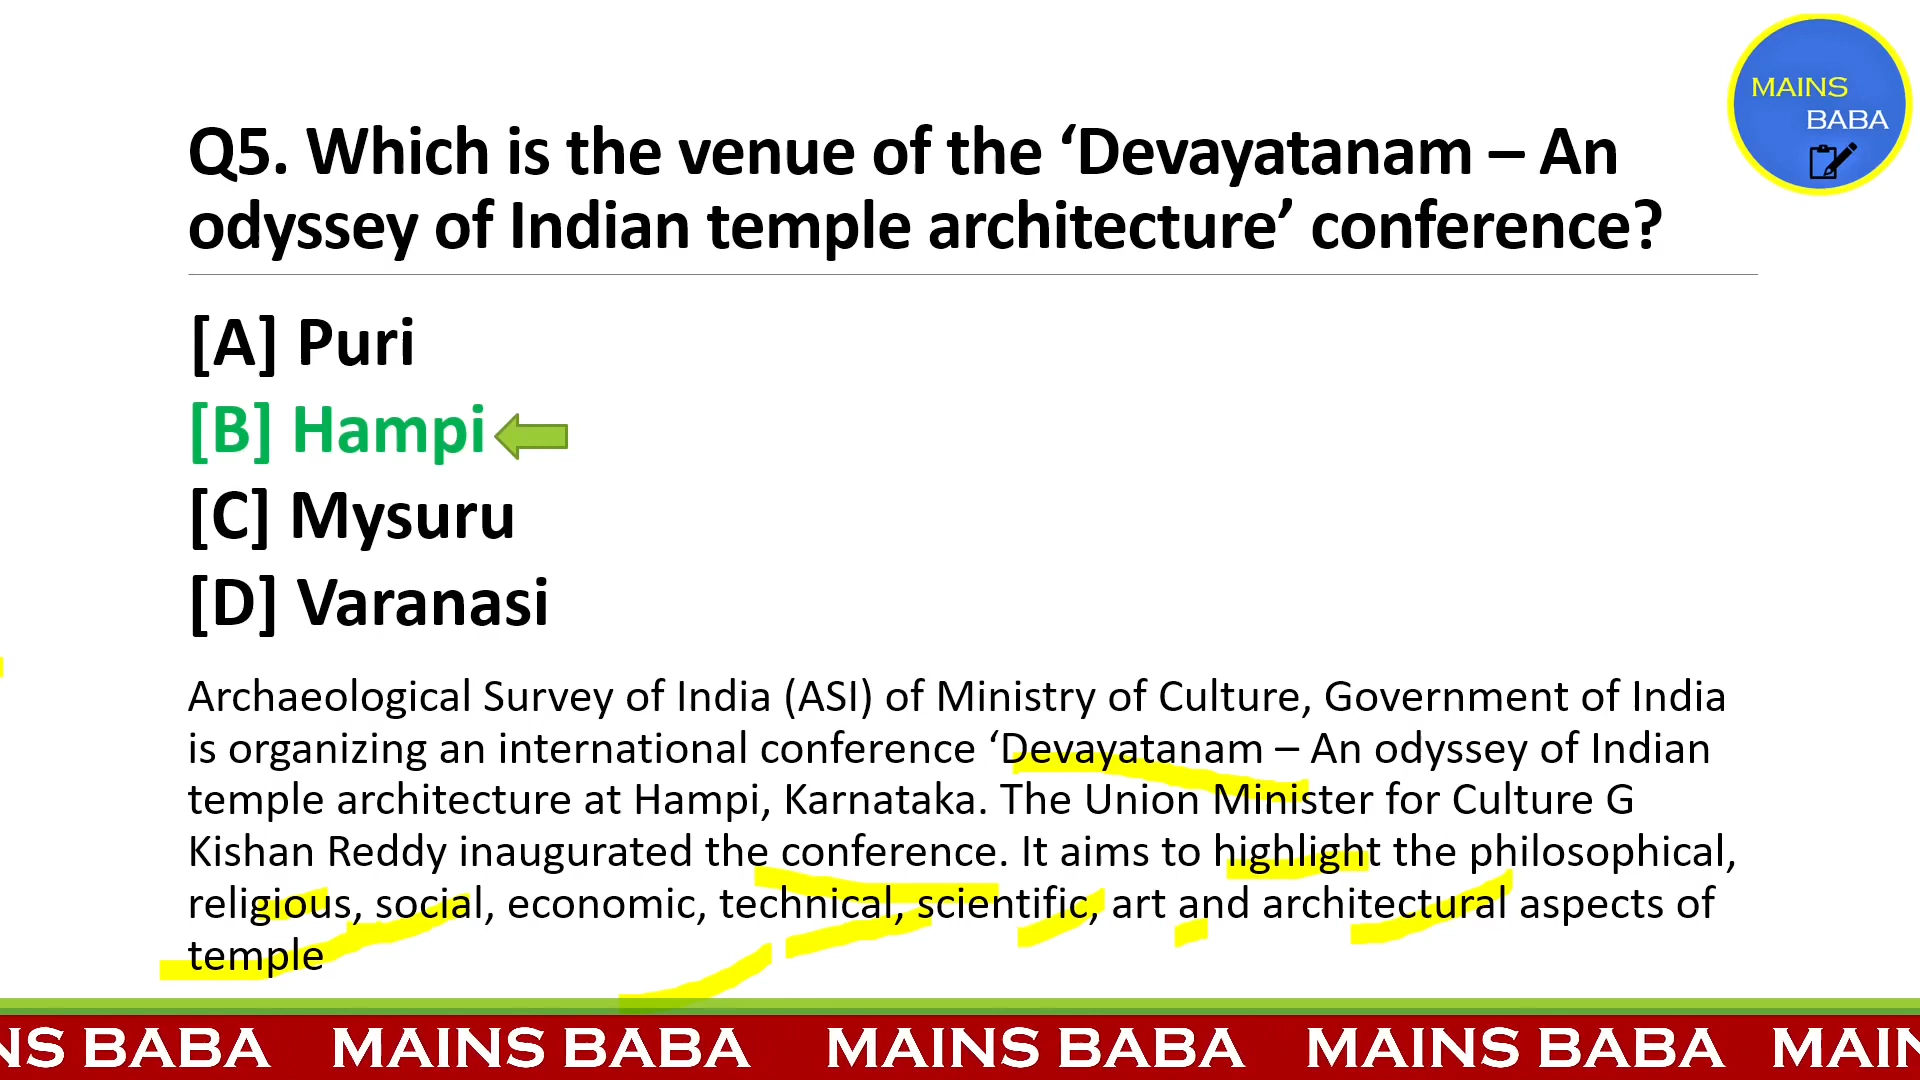 MAINS
BABA
Q5. Which is the venue of the ‘Devayatanam – An
odyssey of Indian temple architecture’ conference?
[A] Puri
[B] Hampi
[C] Mysuru
[D] Varanasi
Archaeological Survey of India (ASI) of Ministry of Culture, Government of India
is organizing an international conference ‘Devayatanam – An odyssey of Indian
temple architecture at Hampi, Karnataka. The Union Minister for Culture G
Kishan Reddy inaugurated the conference. It aims to highlight the philosophical,
religious, social, economic, technical, scientific, art and architectural aspects of
temple
NS BABA MAINS BABA MAINS BABA MAINS BABA MAIN